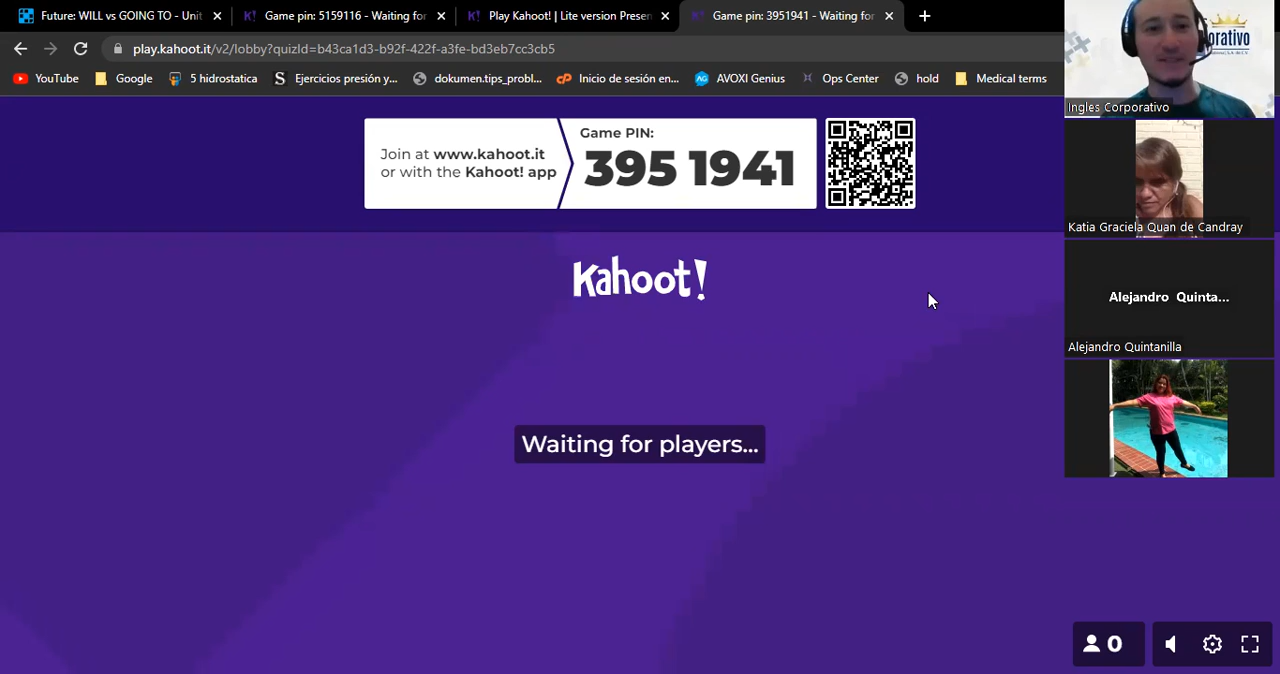 Future: WILL vs GOING TO - Unit
Game pin: 5159116 - Waiting for
Play Kahoot! | Lite version Presen
Game pin: 3951941 - Waiting for
play.kahoot.it/v2/lobby?quizId=b43ca1d3-b92f-422f-a3fe-bd3eb7cc3cb5
YouTube
Google
5 hidrostatica
Ejercicios presión y...
dokumen.tips_probl...
Inicio de sesión en...
AVOXI Genius
Ops Center
hold
Medical terms
Join at www.kahoot.it
or with the Kahoot! app
Game PIN:
395 1941
Kahoot!
Waiting for players...
orativo
Ingles Corporativo
Katia Graciela Quan de Candray
Alejandro Quinta...
Alejandro Quintanilla
0